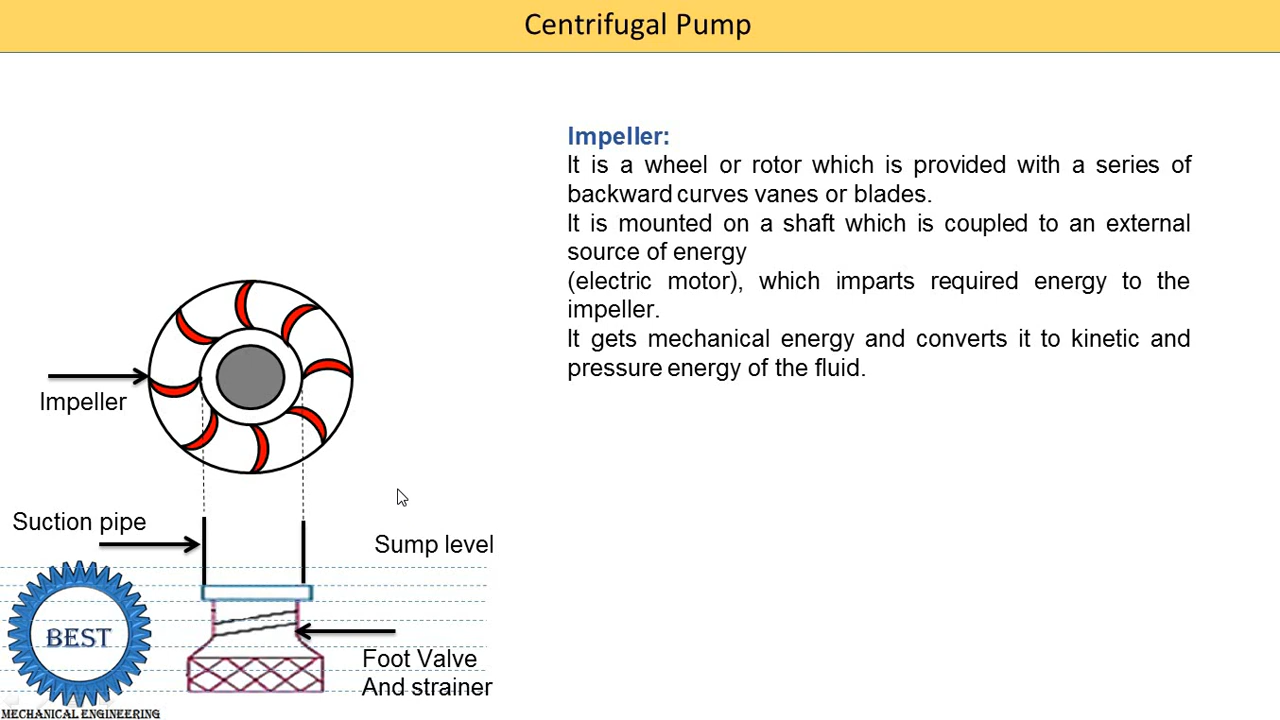 Centrifugal Pump
Impeller:
It is a wheel or rotor which is provided with a series of
backward curves vanes or blades.
It is mounted on a shaft which is coupled to an external
source of energy
(electric motor), which imparts required energy to the
impeller.
It gets mechanical energy and converts it to kinetic and
pressure energy of the fluid.
Impeller
Suction pipe
Sump level
Foot Valve
And strainer
BEST
MECHANICAL ENGINEERING